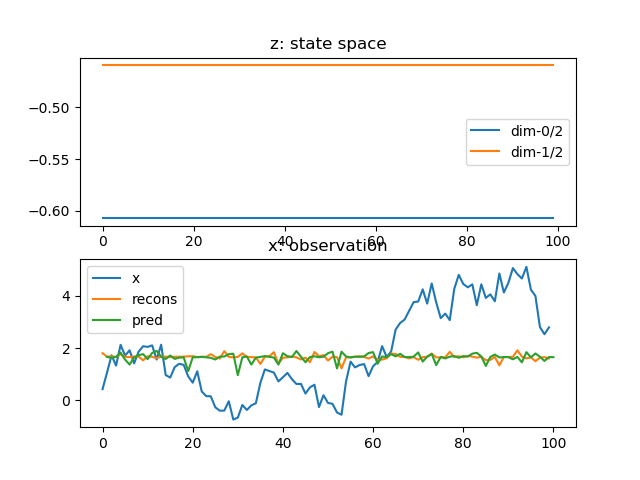 z: state space
−0.50
−0.55
−0.60
dim-0/2
dim-1/2
0 20 40 60 80 100
x: observation
4
2
0
x
recons
pred
0 20 40 60 80 100